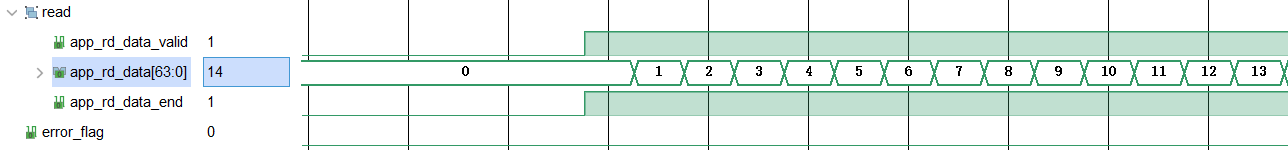 read
app_rd_data_valid 1
app_rd_data[63:0] 14 0 1 2 3 4 5 6 7 8 9 10 11 12 13
app_rd_data_end 1
error_flag 0